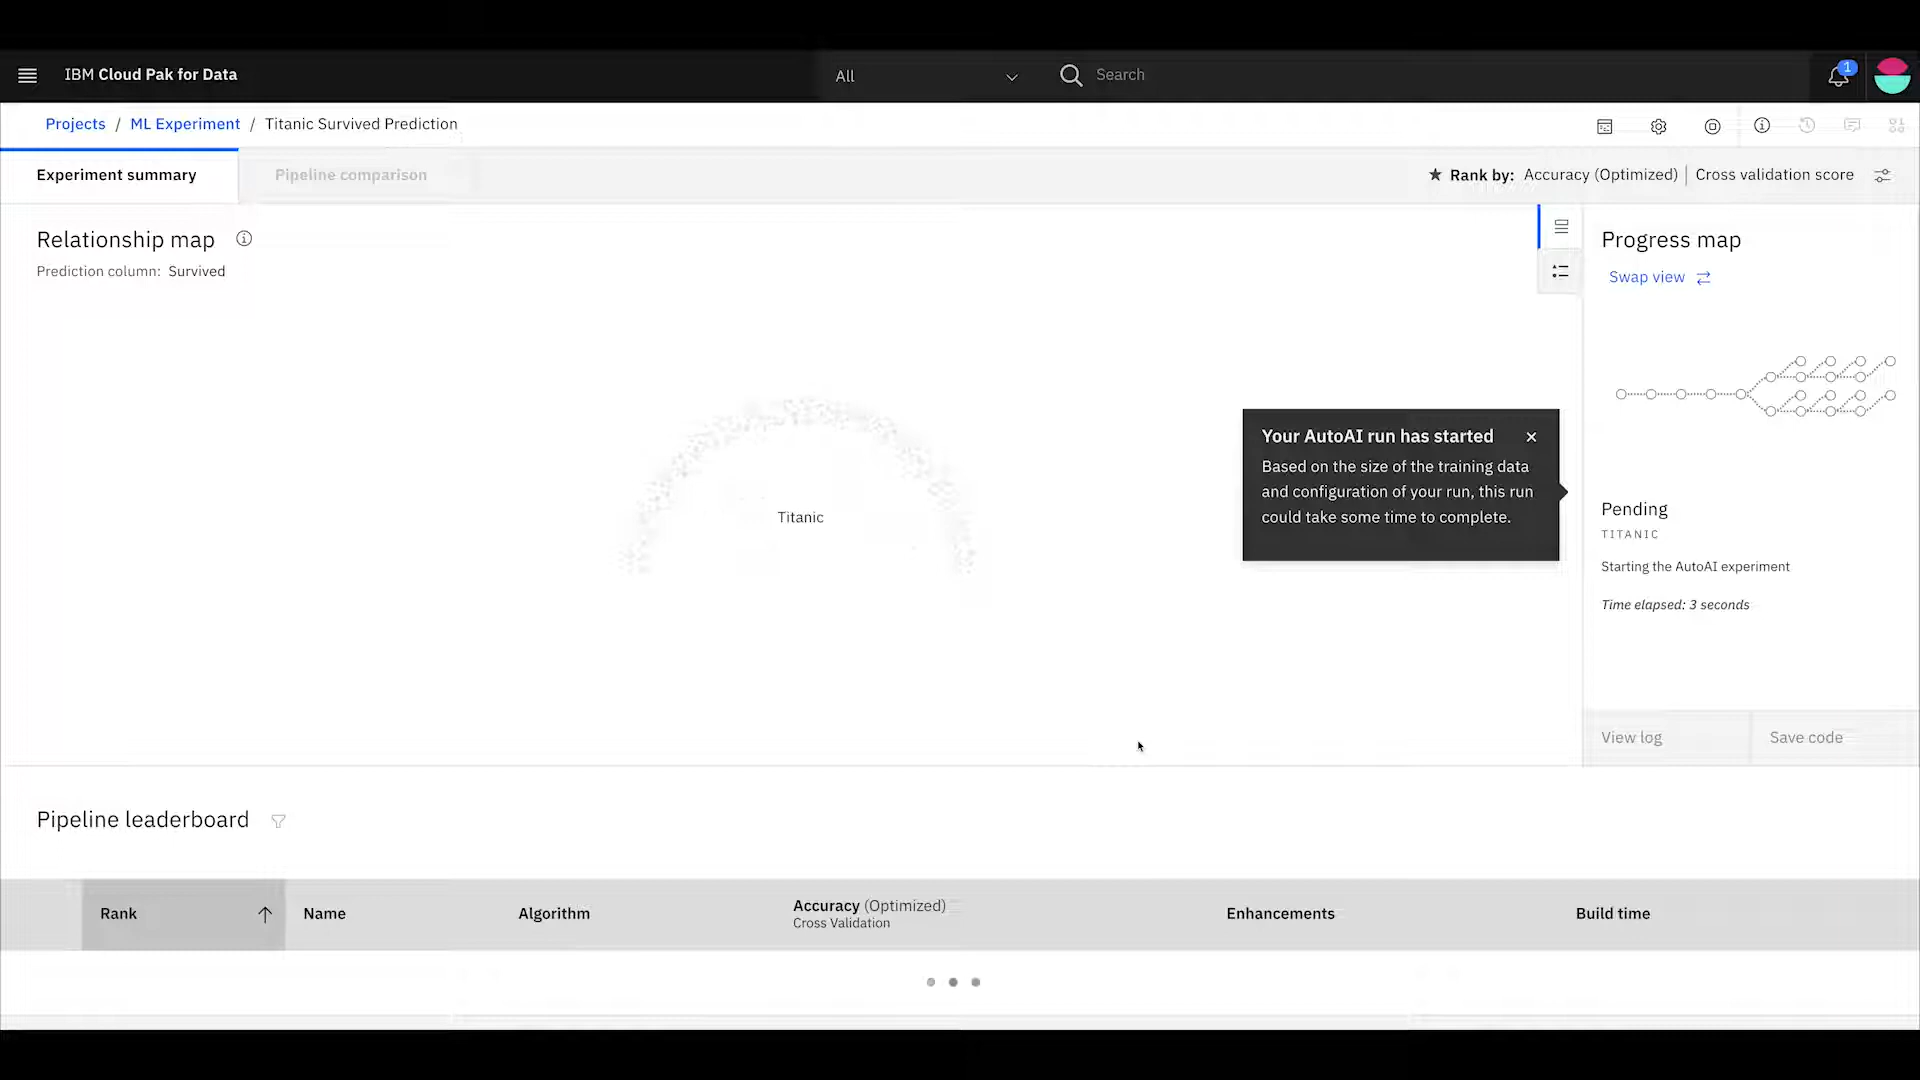 IBM Cloud Pak for Data
All
Search
1
Projects / ML Experiment / Titanic Survived Prediction
Experiment summary
Pipeline comparison
★ Rank by: Accuracy (Optimized) | Cross validation score
Relationship map
Prediction column: Survived
Titanic
Your AutoAI run has started
Based on the size of the training data
and configuration of your run, this run
could take some time to complete.
Progress map
Swap view
Pending
TITANIC
Starting the AutoAI experiment
Time elapsed: 3 seconds
View log
Save code
Pipeline leaderboard
Rank
Name
Algorithm
Accuracy (Optimized)
Cross Validation
Enhancements
Build time